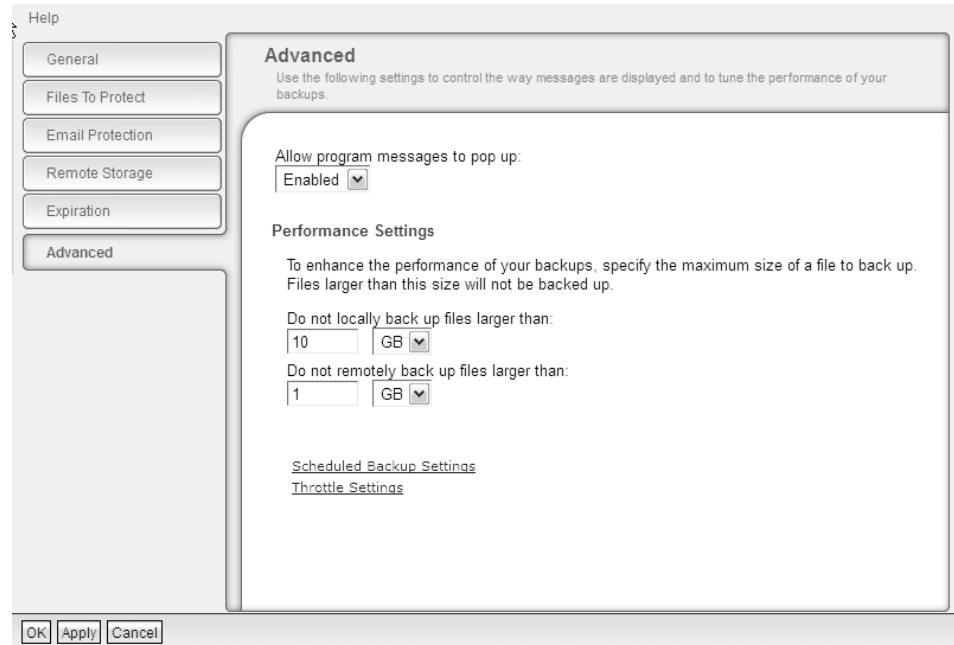 Help
General
Files To Protect
Email Protection
Remote Storage
Expiration
Advanced
Advanced
Use the following settings to control the way messages are displayed and to tune the performance of your
backups.
Allow program messages to pop up:
Enabled
Performance Settings
To enhance the performance of your backups, specify the maximum size of a file to back up.
Files larger than this size will not be backed up.
Do not locally back up files larger than:
10 GB
Do not remotely back up files larger than:
1 GB
Scheduled Backup Settings
Throttle Settings
OK Apply Cancel